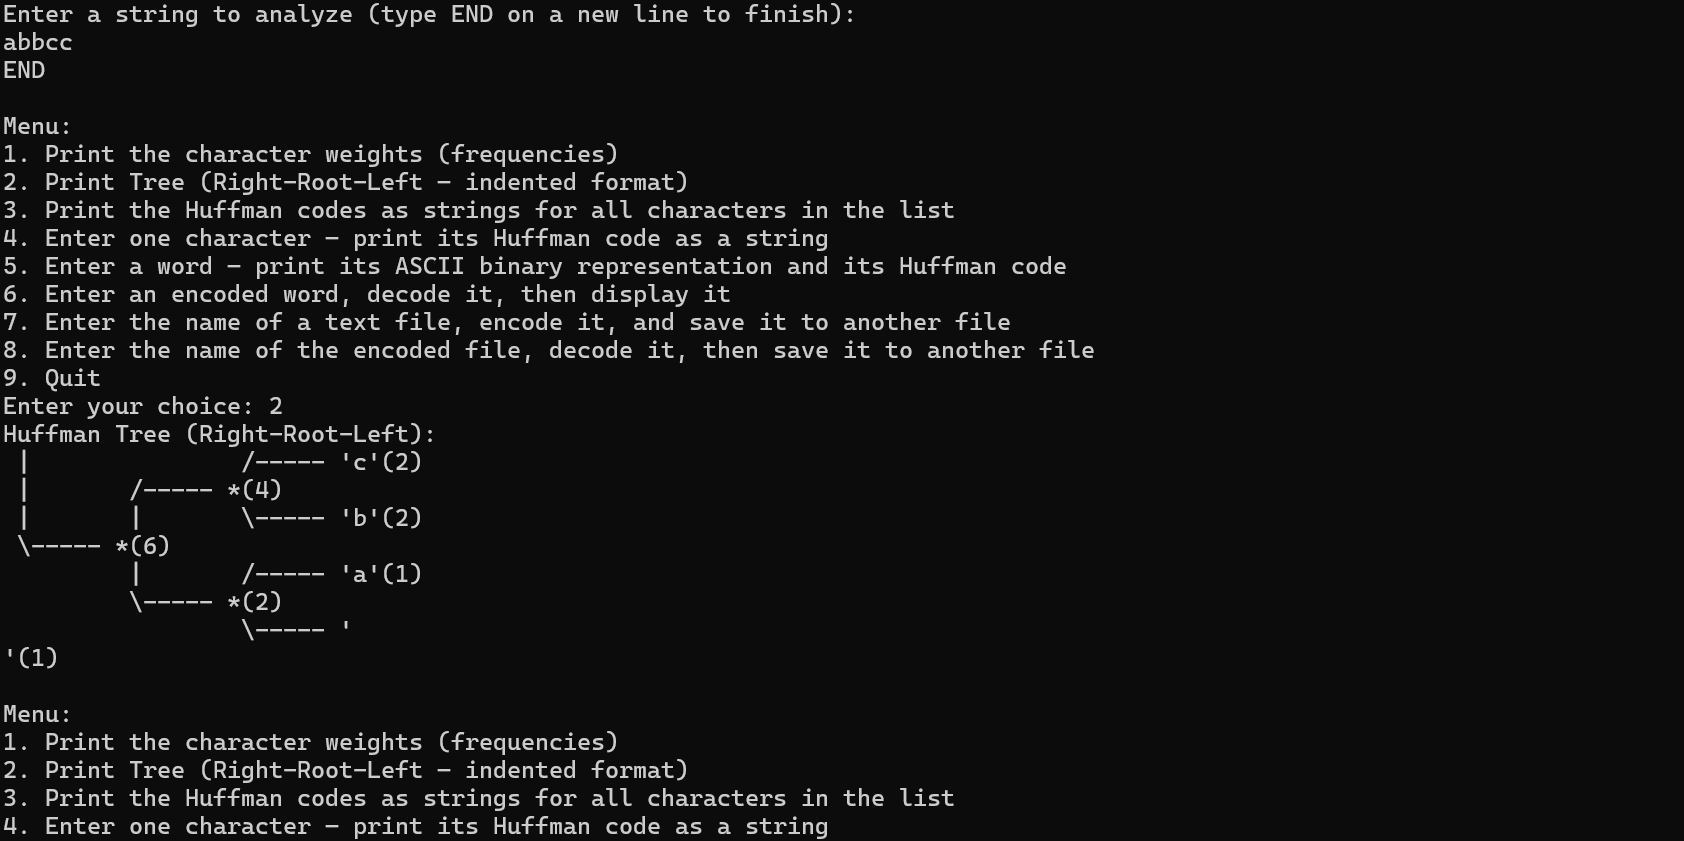 Enter a string to analyze (type END on a new line to finish):
abbcc
END

Menu:
1. Print the character weights (frequencies)
2. Print Tree (Right-Root-Left – indented format)
3. Print the Huffman codes as strings for all characters in the list
4. Enter one character – print its Huffman code as a string
5. Enter a word – print its ASCII binary representation and its Huffman code
6. Enter an encoded word, decode it, then display it
7. Enter the name of a text file, encode it, and save it to another file
8. Enter the name of the encoded file, decode it, then save it to another file
9. Quit
Enter your choice: 2
Huffman Tree (Right-Root-Left):
 |               /----- 'c'(2)
 |       /----- *(4)
 |       |       \----- 'b'(2)
 \----- *(6)
         |       /----- 'a'(1)
         \----- *(2)
                 \----- '
'(1)

Menu:
1. Print the character weights (frequencies)
2. Print Tree (Right-Root-Left – indented format)
3. Print the Huffman codes as strings for all characters in the list
4. Enter one character – print its Huffman code as a string